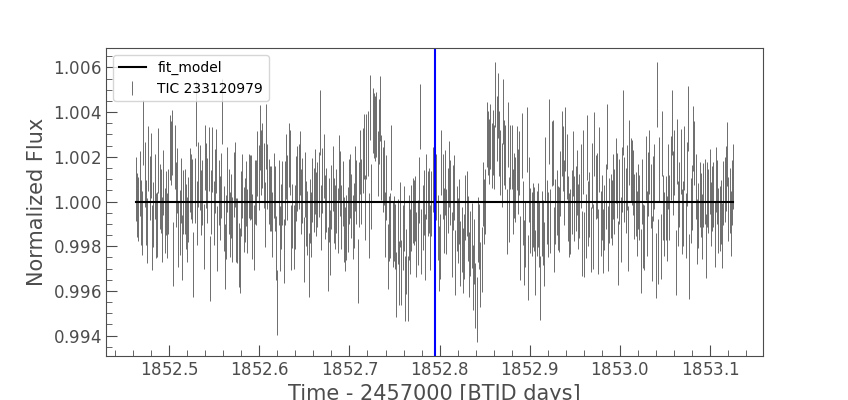 fit_model
TIC 233120979
Normalized Flux
1.006
1.004
1.002
1.000
0.998
0.996
0.994
1852.5 1852.6 1852.7 1852.8 1852.9 1853.0 1853.1
Time - 2457000 [BTJD days]